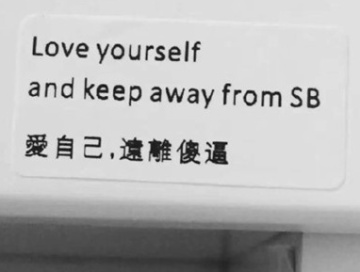 Love yourself
and keep away from SB
愛自己,遠離傻逼